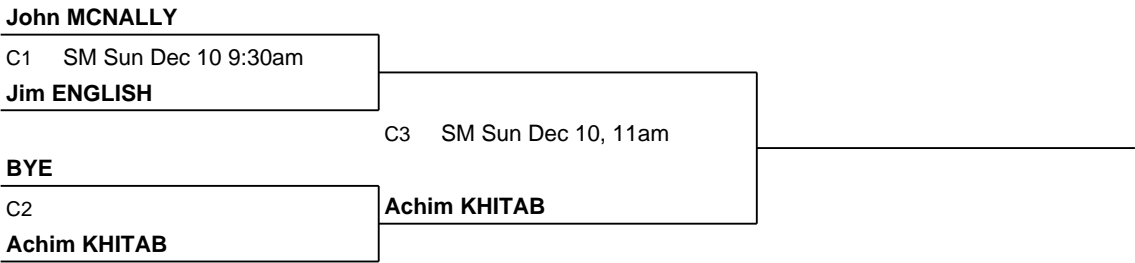 John MCNALLY
C1 SM Sun Dec 10 9:30am
Jim ENGLISH
C3 SM Sun Dec 10, 11am
BYE
C2
Achim KHITAB
Achim KHITAB